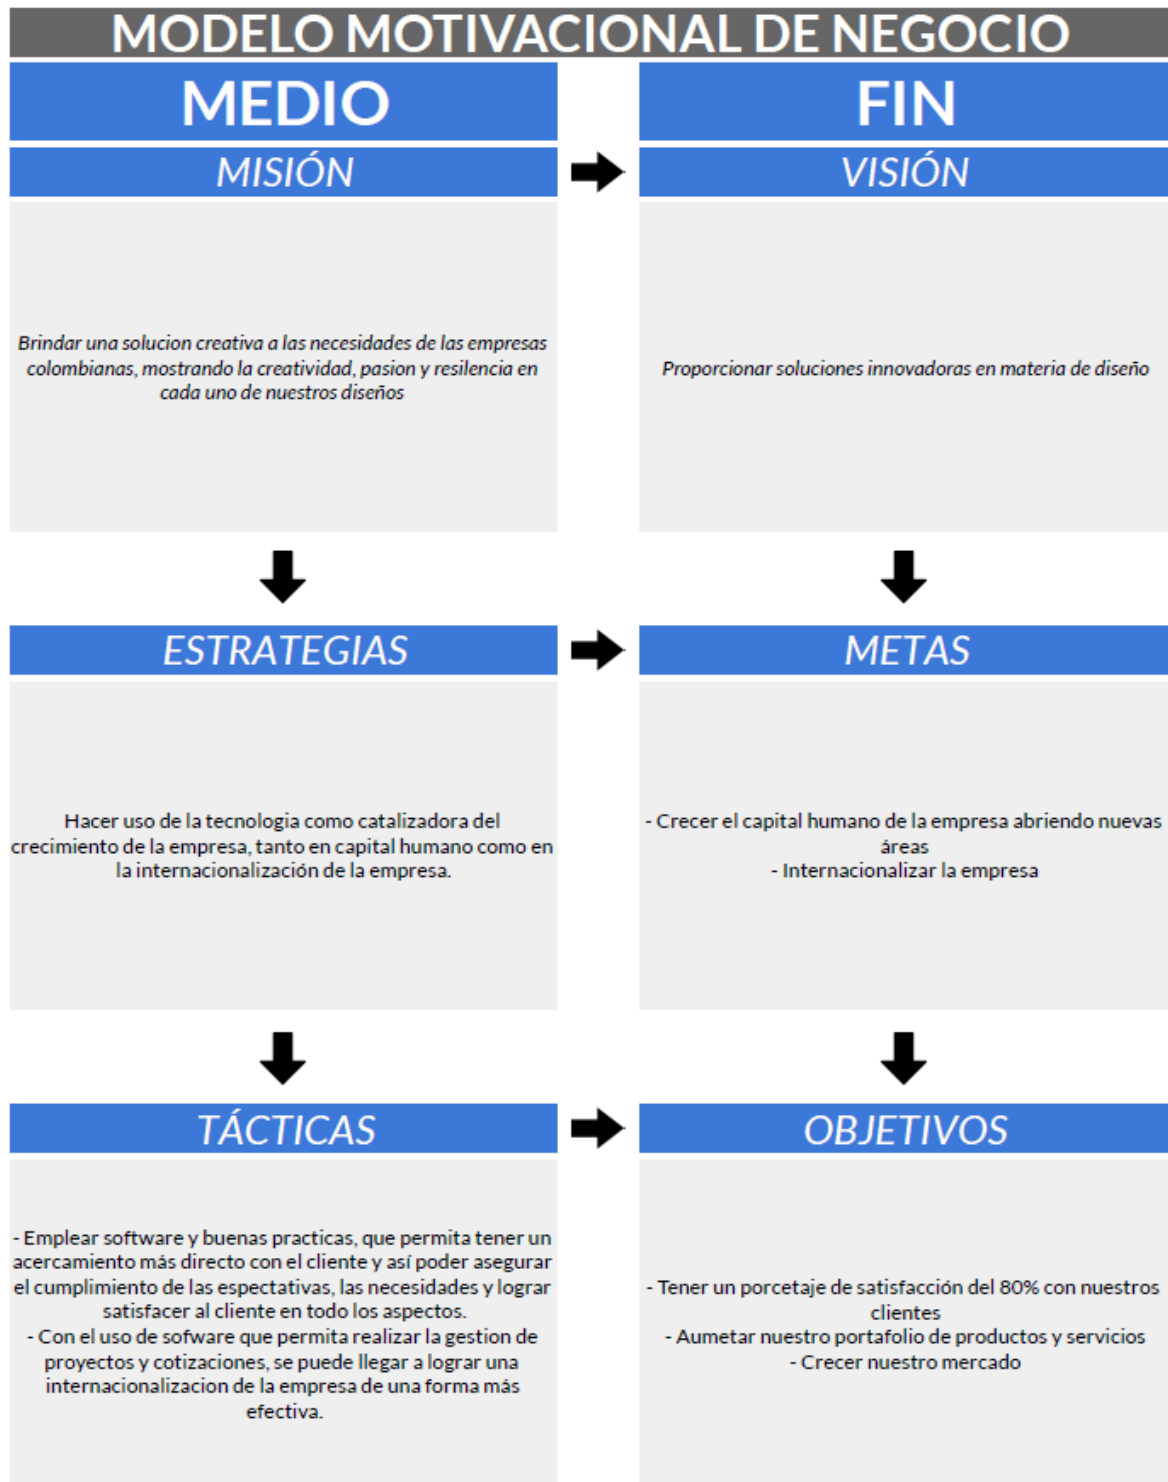 MODELO MOTIVACIONAL DE NEGOCIO
MEDIO
FIN
MISIÓN
VISIÓN
Brindar una solucion creativa a las necesidades de las empresas
colombianas, mostrando la creatividad, pasion y resilencia en
cada uno de nuestros diseños
Proporcionar soluciones innovadoras en materia de diseño
ESTRATEGIAS
METAS
Hacer uso de la tecnologia como catalizadora del
crecimiento de la empresa, tanto en capital humano como en
la internacionalización de la empresa.
- Crecer el capital humano de la empresa abriendo nuevas
áreas
- Internacionalizar la empresa
TÁCTICAS
OBJETIVOS
- Emplear software y buenas practicas, que permita tener un
acercamiento más directo con el cliente y así poder asegurar
el cumplimiento de las espectativas, las necesidades y lograr
satisfacer al cliente en todo los aspectos.
- Con el uso de sofware que permita realizar la gestion de
proyectos y cotizaciones, se puede llegar a lograr una
internacionalizacion de la empresa de una forma más
efectiva.
- Tener un porcetaje de satisfacción del 80% con nuestros
clientes
- Aumetar nuestro portafolio de productos y servicios
- Crecer nuestro mercado